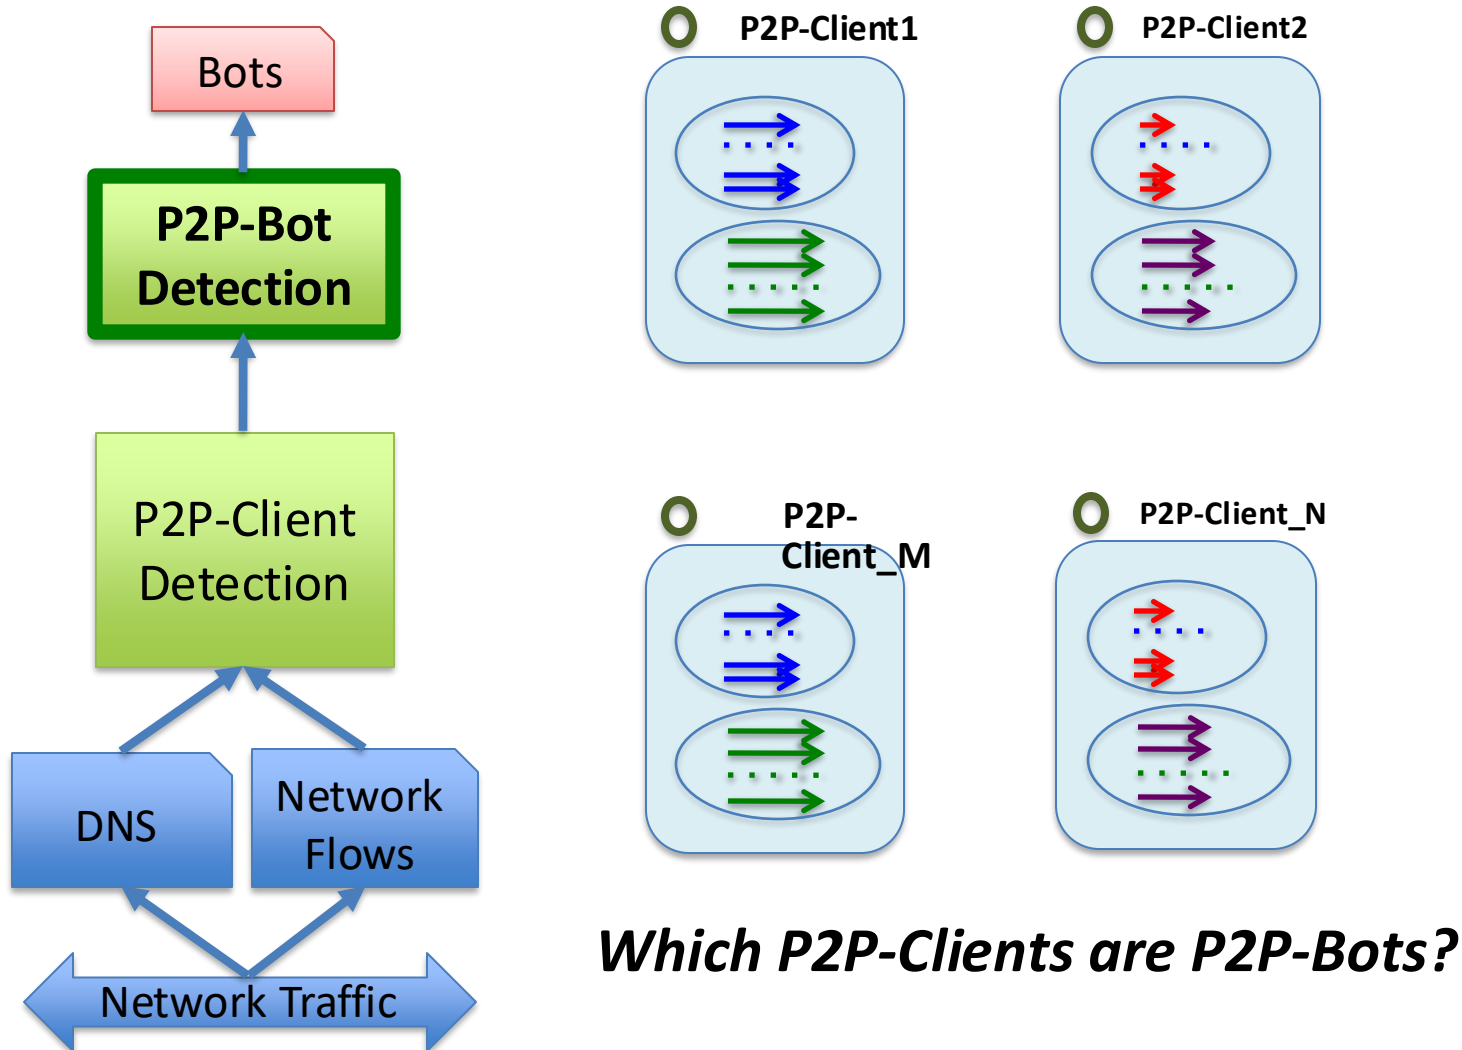 Bots
P2P-Bot
Detection
P2P-Client
Detection
DNS
Network
Flows
Network Traffic
P2P-Client1
P2P-Client2
P2P-
Client_M
P2P-Client_N
Which P2P-Clients are P2P-Bots?